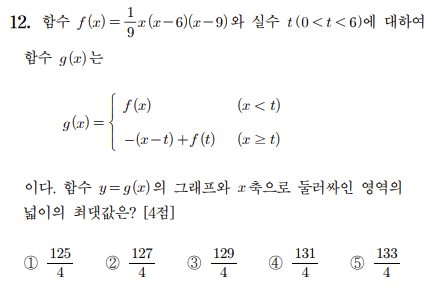 12. 함수 f(x)=1/9 x(x−6)(x−9)와 실수 t(0<t<6)에 대하여
함수 g(x)는
g(x)={ f(x) (x<t)
−(x−t)+f(t) (x≥t)
이다. 함수 y=g(x)의 그래프와 x축으로 둘러싸인 영역의
넓이의 최댓값은? [4점]
① 125/4 ② 127/4 ③ 129/4 ④ 131/4 ⑤ 133/4